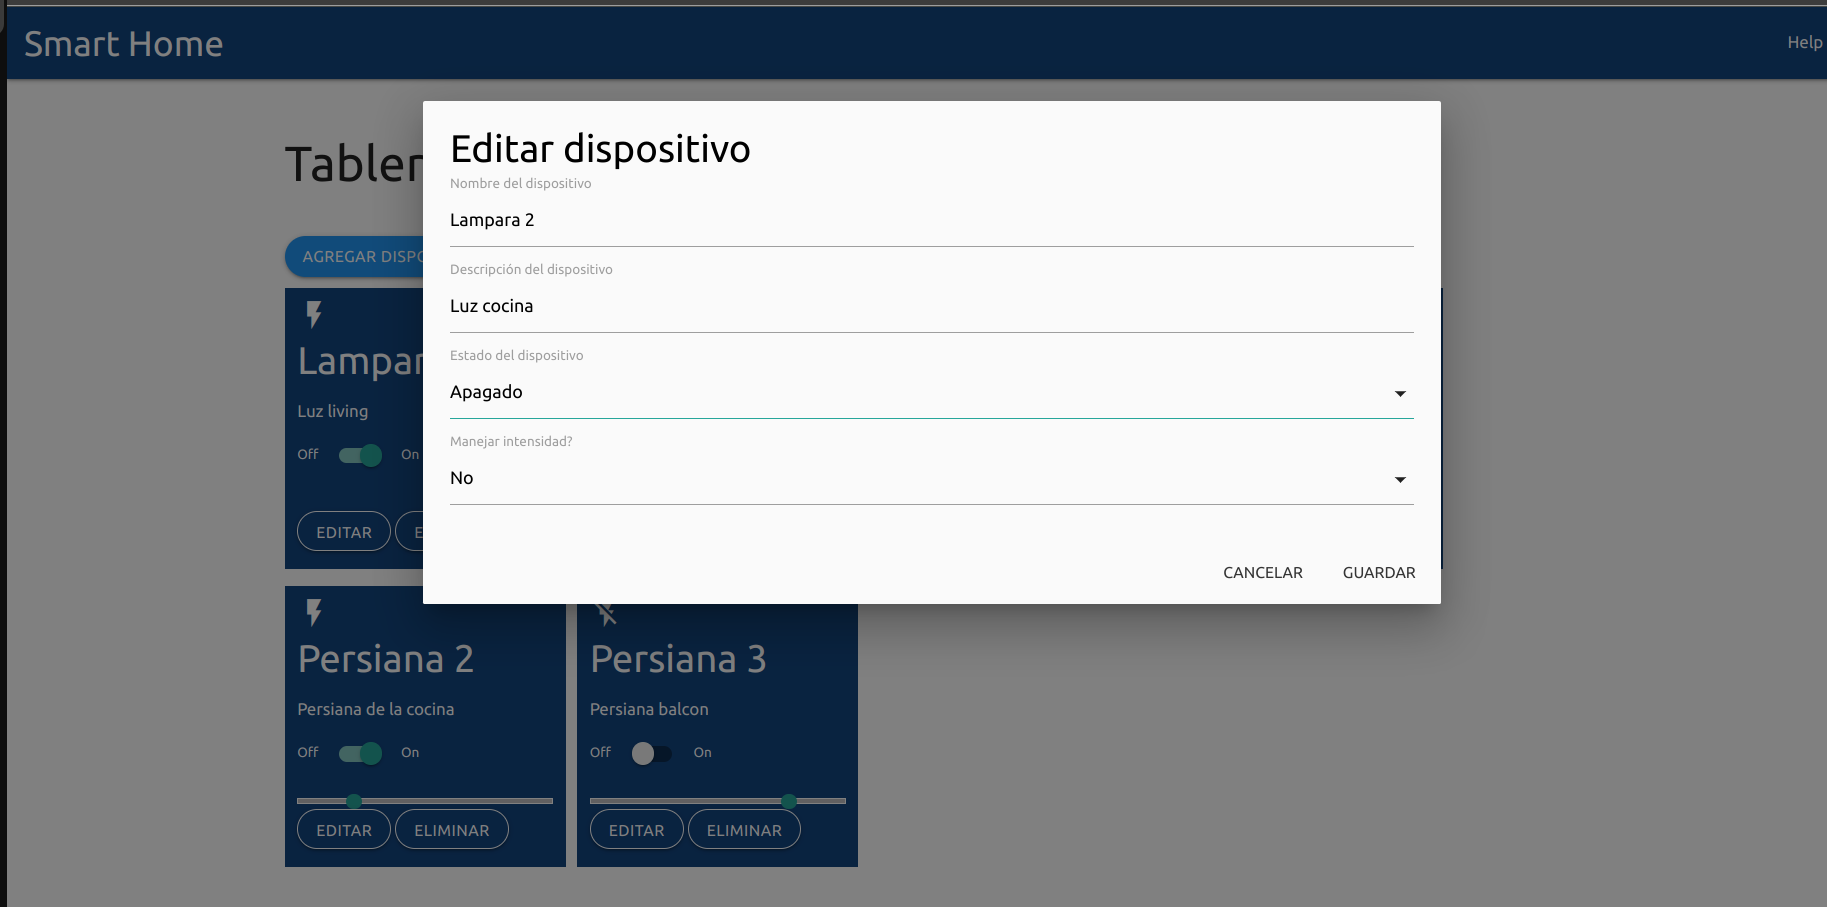 Smart Home
Help
Editar dispositivo
Nombre del dispositivo
Lampara 2
Descripción del dispositivo
Luz cocina
Estado del dispositivo
Apagado
Manejar intensidad?
No
CANCELAR GUARDAR
Tabler
AGREGAR DISPO
Lampar
Luz living
Off On
EDITAR E
Persiana 2
Persiana de la cocina
Off On
EDITAR ELIMINAR
Persiana 3
Persiana balcon
Off On
EDITAR ELIMINAR